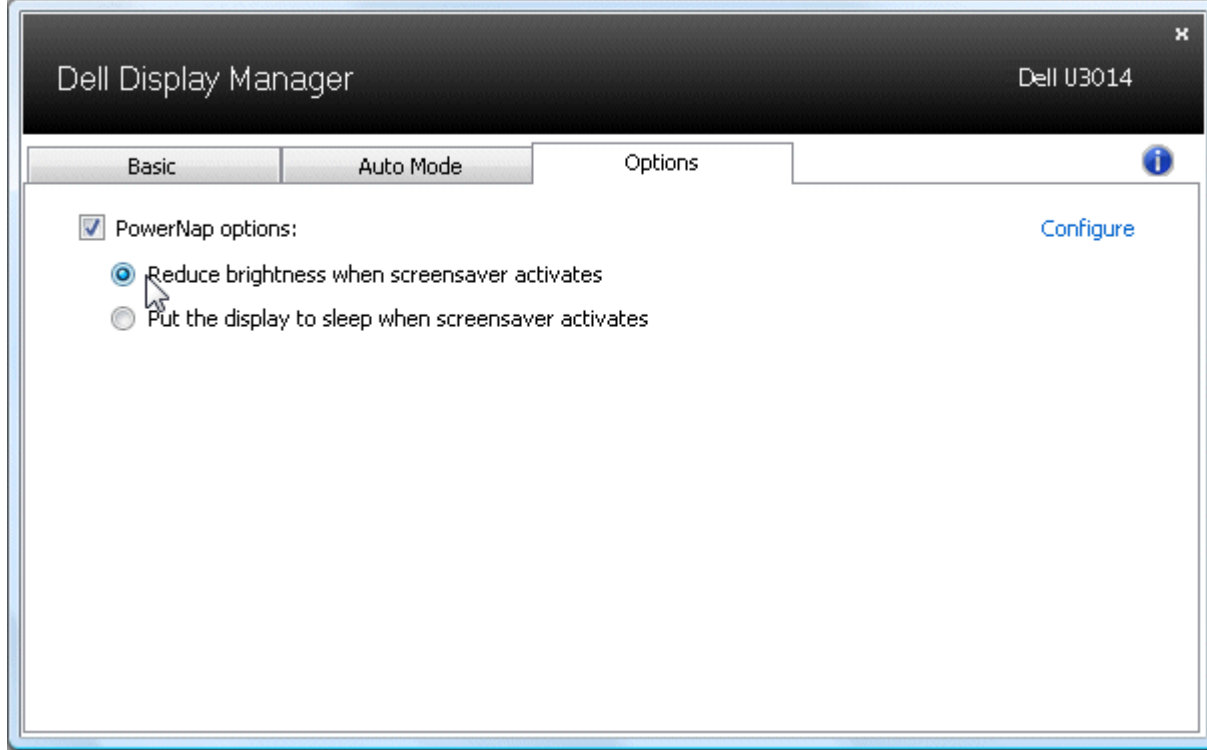 Dell Display Manager
Dell U3014
Basic
Auto Mode
Options
PowerNap options:
Configure
Reduce brightness when screensaver activates
Put the display to sleep when screensaver activates